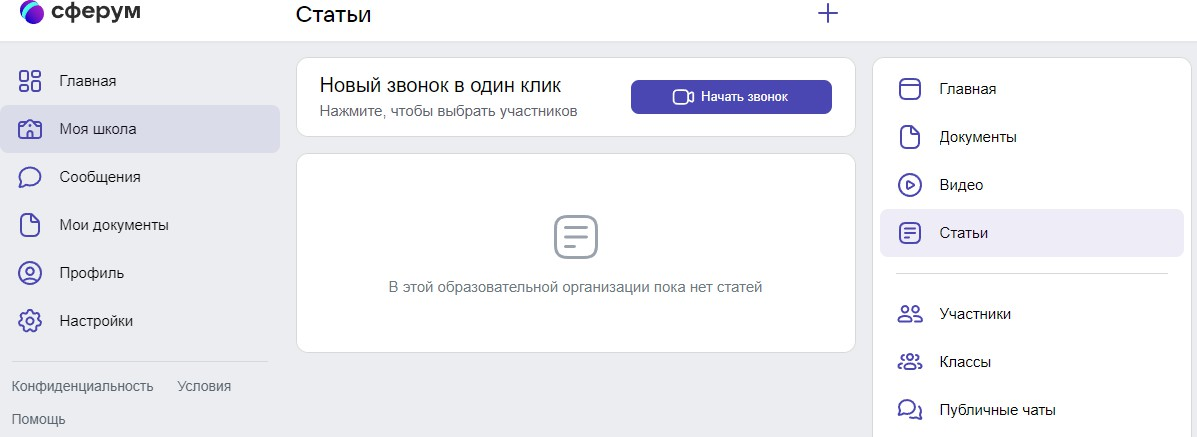 сферум
Статьи
Главная
Моя школа
Сообщения
Мои документы
Профиль
Настройки
Конфиденциальность Условия
Помощь
Новый звонок в один клик
Нажмите, чтобы выбрать участников
Начать звонок
В этой образовательной организации пока нет статей
Главная
Документы
Видео
Статьи
Участники
Классы
Публичные чаты